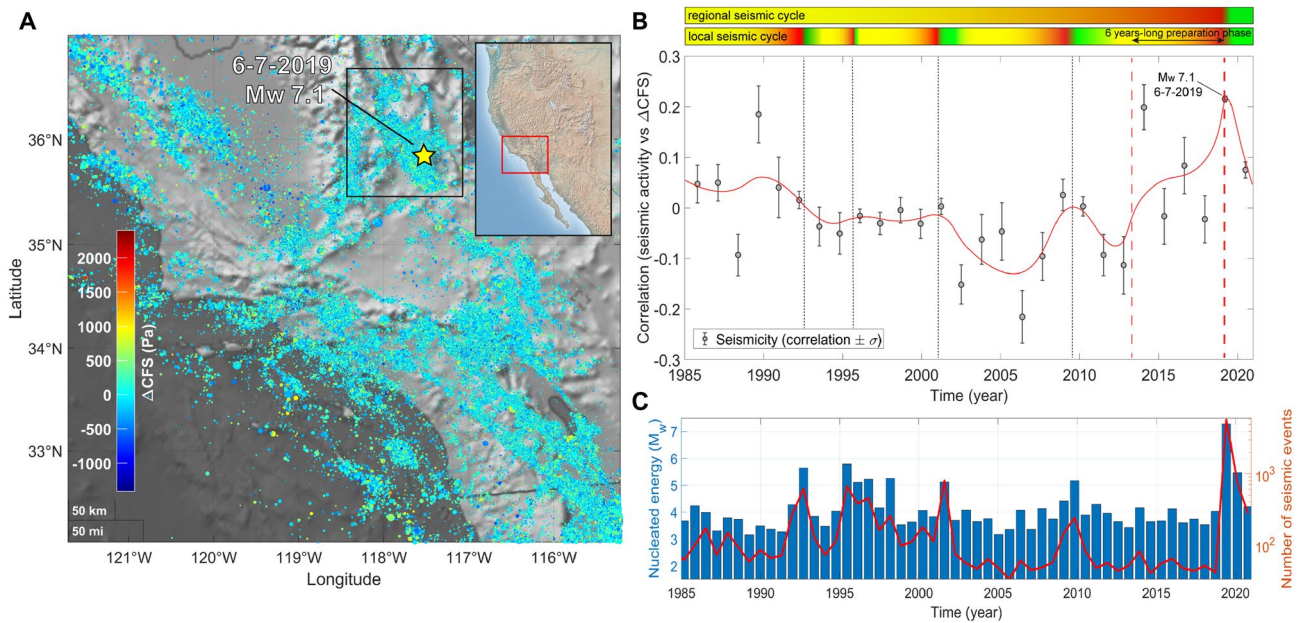 A
6-7-2019
Mw 7.1
36°N
35°N
34°N
33°N
Latitude
2000
1500
1000
500
0
-500
-1000
ΔCFS (Pa)
50 km
50 mi
121°W
120°W
119°W
118°W
117°W
116°W
Longitude
B
regional seismic cycle
local seismic cycle
6 years-long preparation phase
Mw 7.1
6-7-2019
0.3
0.2
0.1
0
-0.1
-0.2
-0.3
Correlation (seismic activity vs ΔCFS)
Seismicity (correlation ± σ)
1985 1990 1995 2000 2005 2010 2015 2020
Time (year)
C
7
6
5
4
3
2
Nucleated energy (Mw)
10³
10²
Number of seismic events
1985 1990 1995 2000 2005 2010 2015 2020
Time (year)